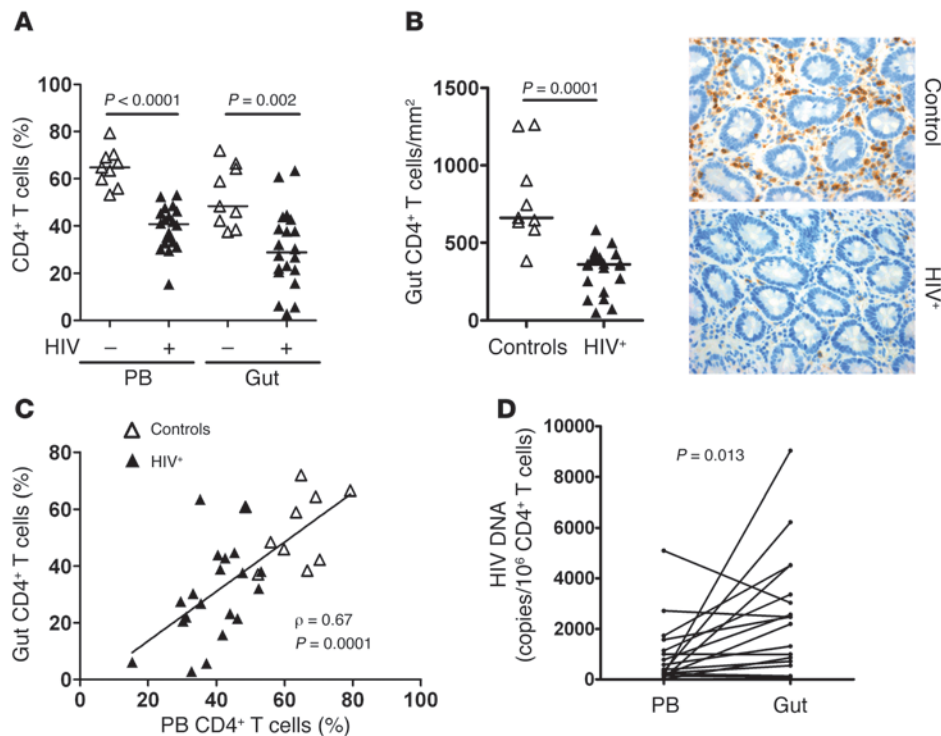 A
CD4⁺ T cells (%)
100
80
60
40
20
0
P < 0.0001
P = 0.002
HIV – + – +
PB Gut
B
Gut CD4⁺ T cells/mm²
1500
1000
500
0
P = 0.0001
Controls HIV⁺
Control
HIV⁺
C
Controls
HIV⁺
Gut CD4⁺ T cells (%)
80
60
40
20
0
ρ = 0.67
P = 0.0001
0 20 40 60 80 100
PB CD4⁺ T cells (%)
D
HIV DNA
(copies/10⁶ CD4⁺ T cells)
10000
8000
6000
4000
2000
0
P = 0.013
PB Gut